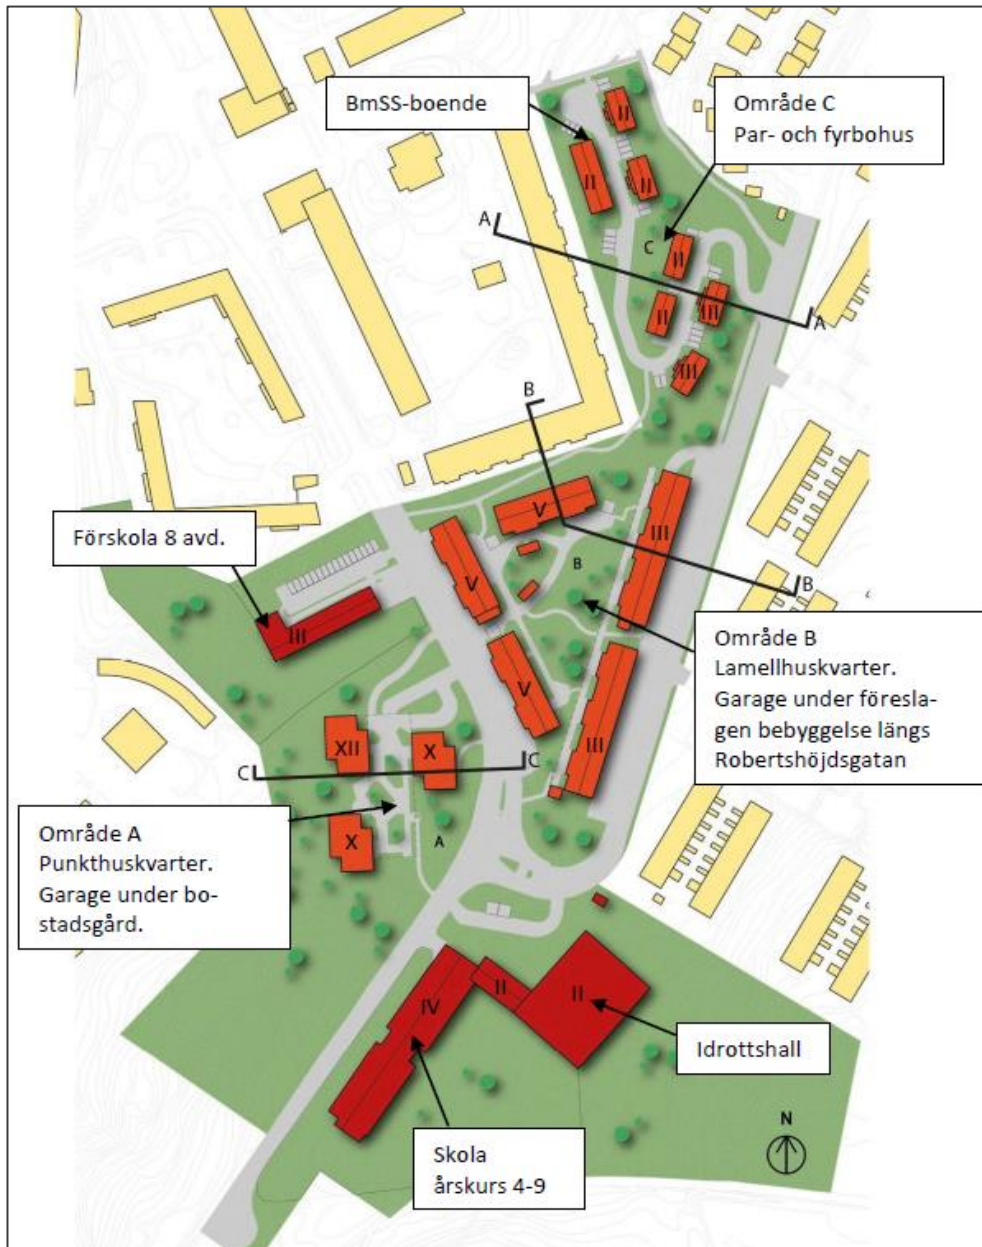 BmSS-boende
Område C
Par- och fyrbohus
II
II
II
A
C
II
II
III
A
III
B
V
III
Förskola 8 avd.
V
B
B
III
Område B
Lamellhuskvarter.
Garage under föresla-
gen bebyggelse längs
Robertshöjdsgatan
V
III
XII
X
C
C
Område A
Punkthuskvarter.
Garage under bo-
stadsgård.
X
A
IV
II
II
Idrottshall
N
Skola
årskurs 4-9